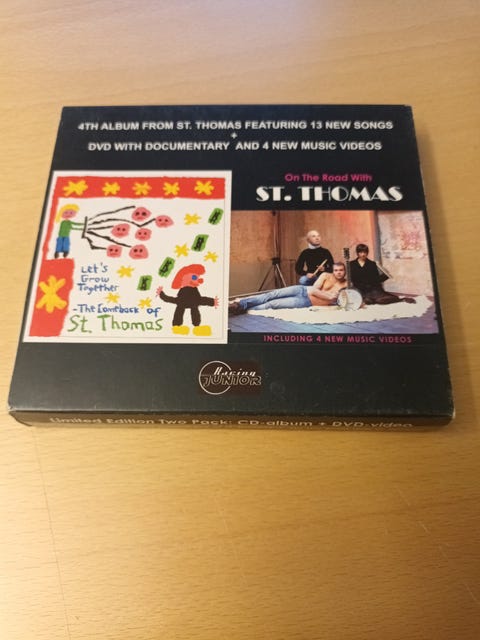 4TH ALBUM FROM ST. THOMAS FEATURING 13 NEW SONGS
+
DVD WITH DOCUMENTARY AND 4 NEW MUSIC VIDEOS
Let's
Grow
Together
-The Comeback of
St. Thomas
On The Road With
ST. THOMAS
INCLUDING 4 NEW MUSIC VIDEOS
Racing
JUNIOR
Limited Edition Two Pack: CD-album + DVD-video